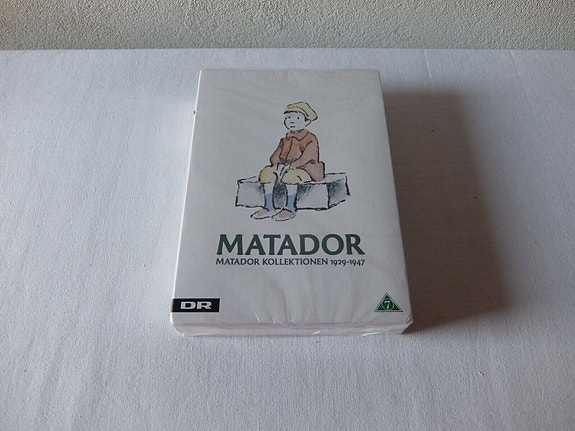 MATADOR
MATADOR KOLLEKTIONEN 1929-1947
DR
7